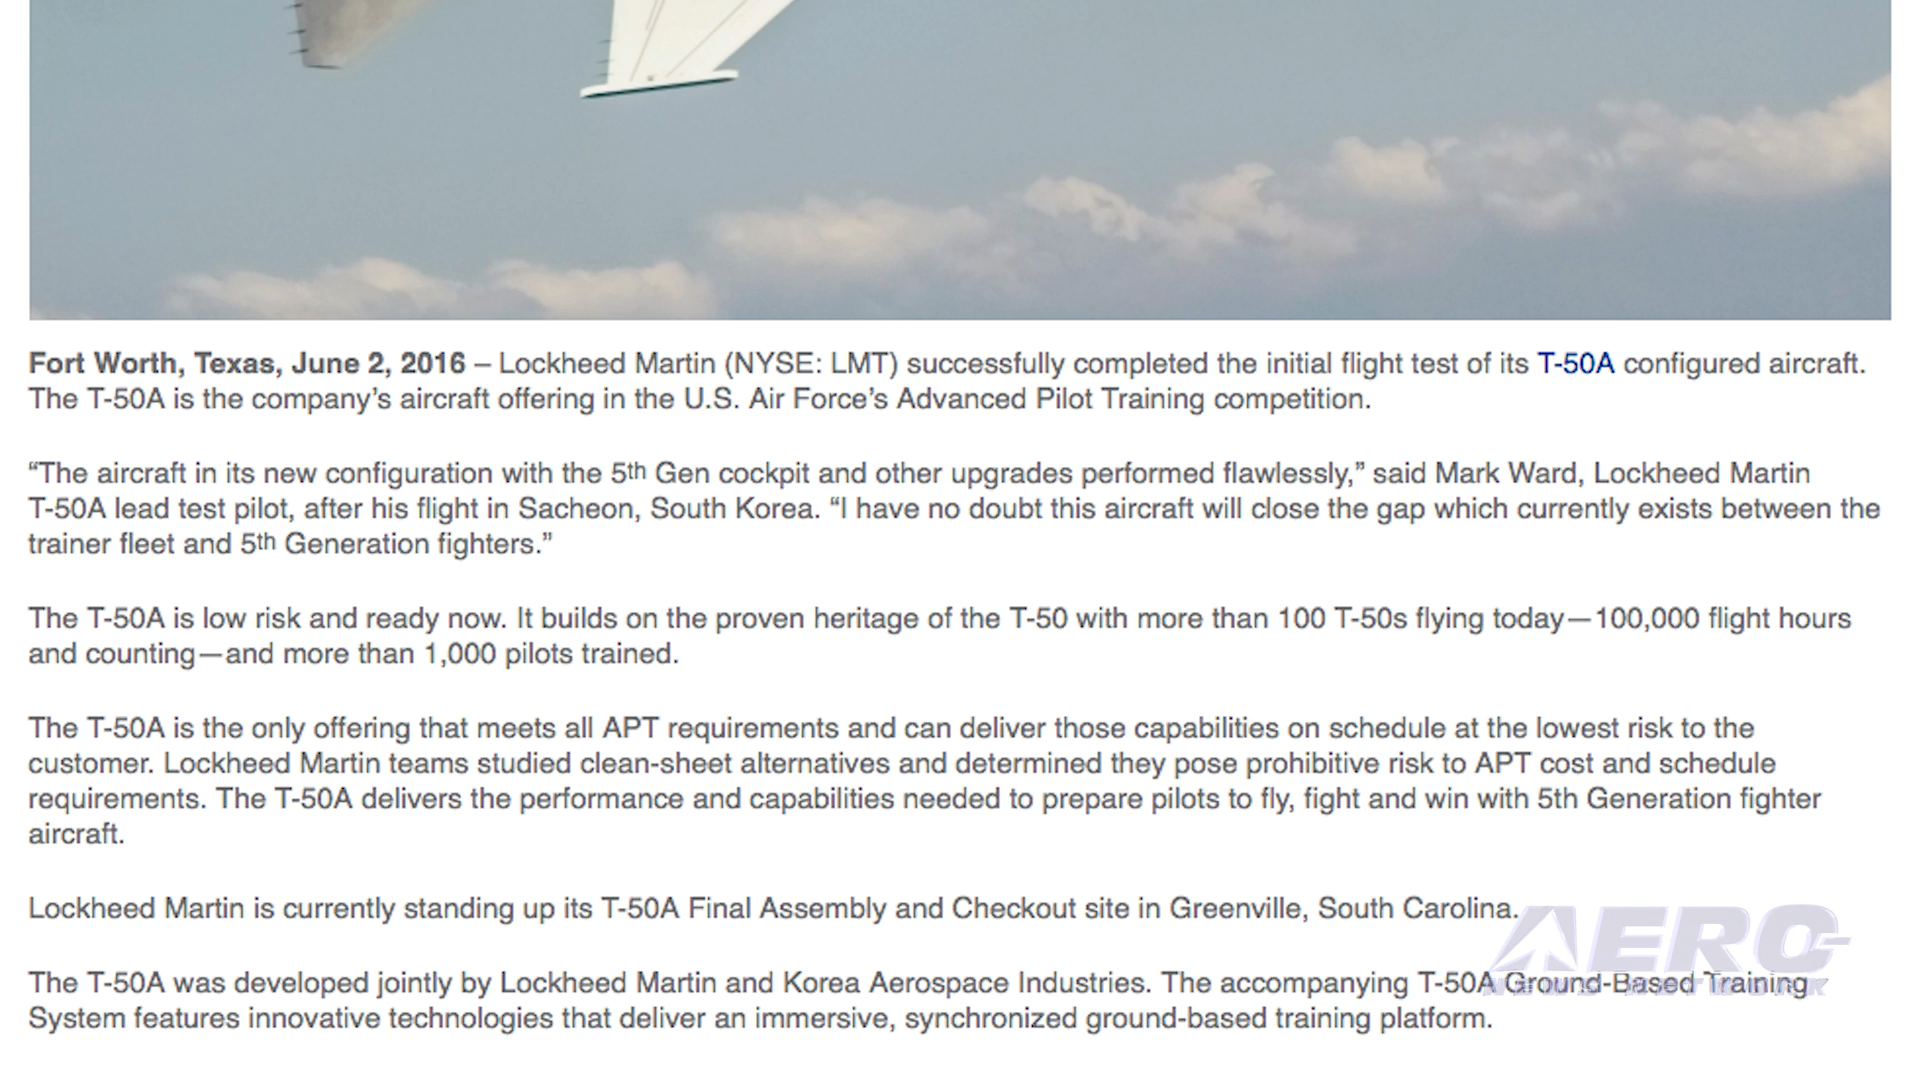 Fort Worth, Texas, June 2, 2016 – Lockheed Martin (NYSE: LMT) successfully completed the initial flight test of its T-50A configured aircraft.
The T-50A is the company’s aircraft offering in the U.S. Air Force’s Advanced Pilot Training competition.
“The aircraft in its new configuration with the 5th Gen cockpit and other upgrades performed flawlessly,” said Mark Ward, Lockheed Martin
T-50A lead test pilot, after his flight in Sacheon, South Korea. “I have no doubt this aircraft will close the gap which currently exists between the
trainer fleet and 5th Generation fighters.”
The T-50A is low risk and ready now. It builds on the proven heritage of the T-50 with more than 100 T-50s flying today—100,000 flight hours
and counting—and more than 1,000 pilots trained.
The T-50A is the only offering that meets all APT requirements and can deliver those capabilities on schedule at the lowest risk to the
customer. Lockheed Martin teams studied clean-sheet alternatives and determined they pose prohibitive risk to APT cost and schedule
requirements. The T-50A delivers the performance and capabilities needed to prepare pilots to fly, fight and win with 5th Generation fighter
aircraft.
Lockheed Martin is currently standing up its T-50A Final Assembly and Checkout site in Greenville, South Carolina.
The T-50A was developed jointly by Lockheed Martin and Korea Aerospace Industries. The accompanying T-50A Ground-Based Training
System features innovative technologies that deliver an immersive, synchronized ground-based training platform.
AERO-
NEWS NETWORK